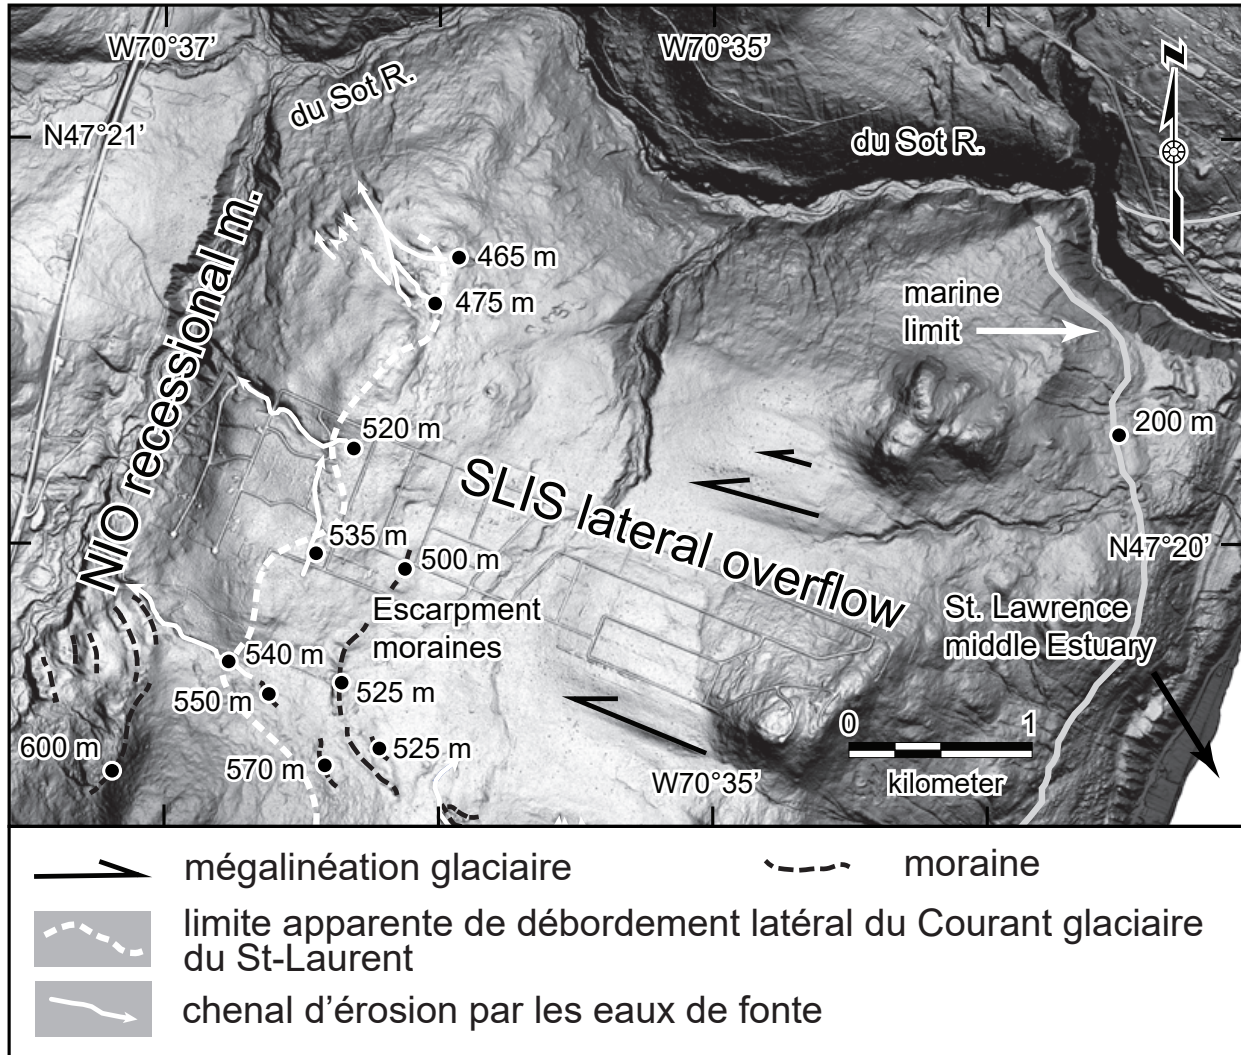 W70°37'
W70°35'
N
du Sot R.
N47°21'
du Sot R.
NIO recessional m.
465 m
475 m
marine
limit
520 m
200 m
SLIS lateral overflow
535 m
500 m
N47°20'
Escarpment
moraines
St. Lawrence
middle Estuary
540 m
550 m
525 m
600 m
570 m
525 m
0 1
kilometer
W70°35'
mégalinéation glaciaire
moraine
limite apparente de débordement latéral du Courant glaciaire
du St-Laurent
chenal d'érosion par les eaux de fonte